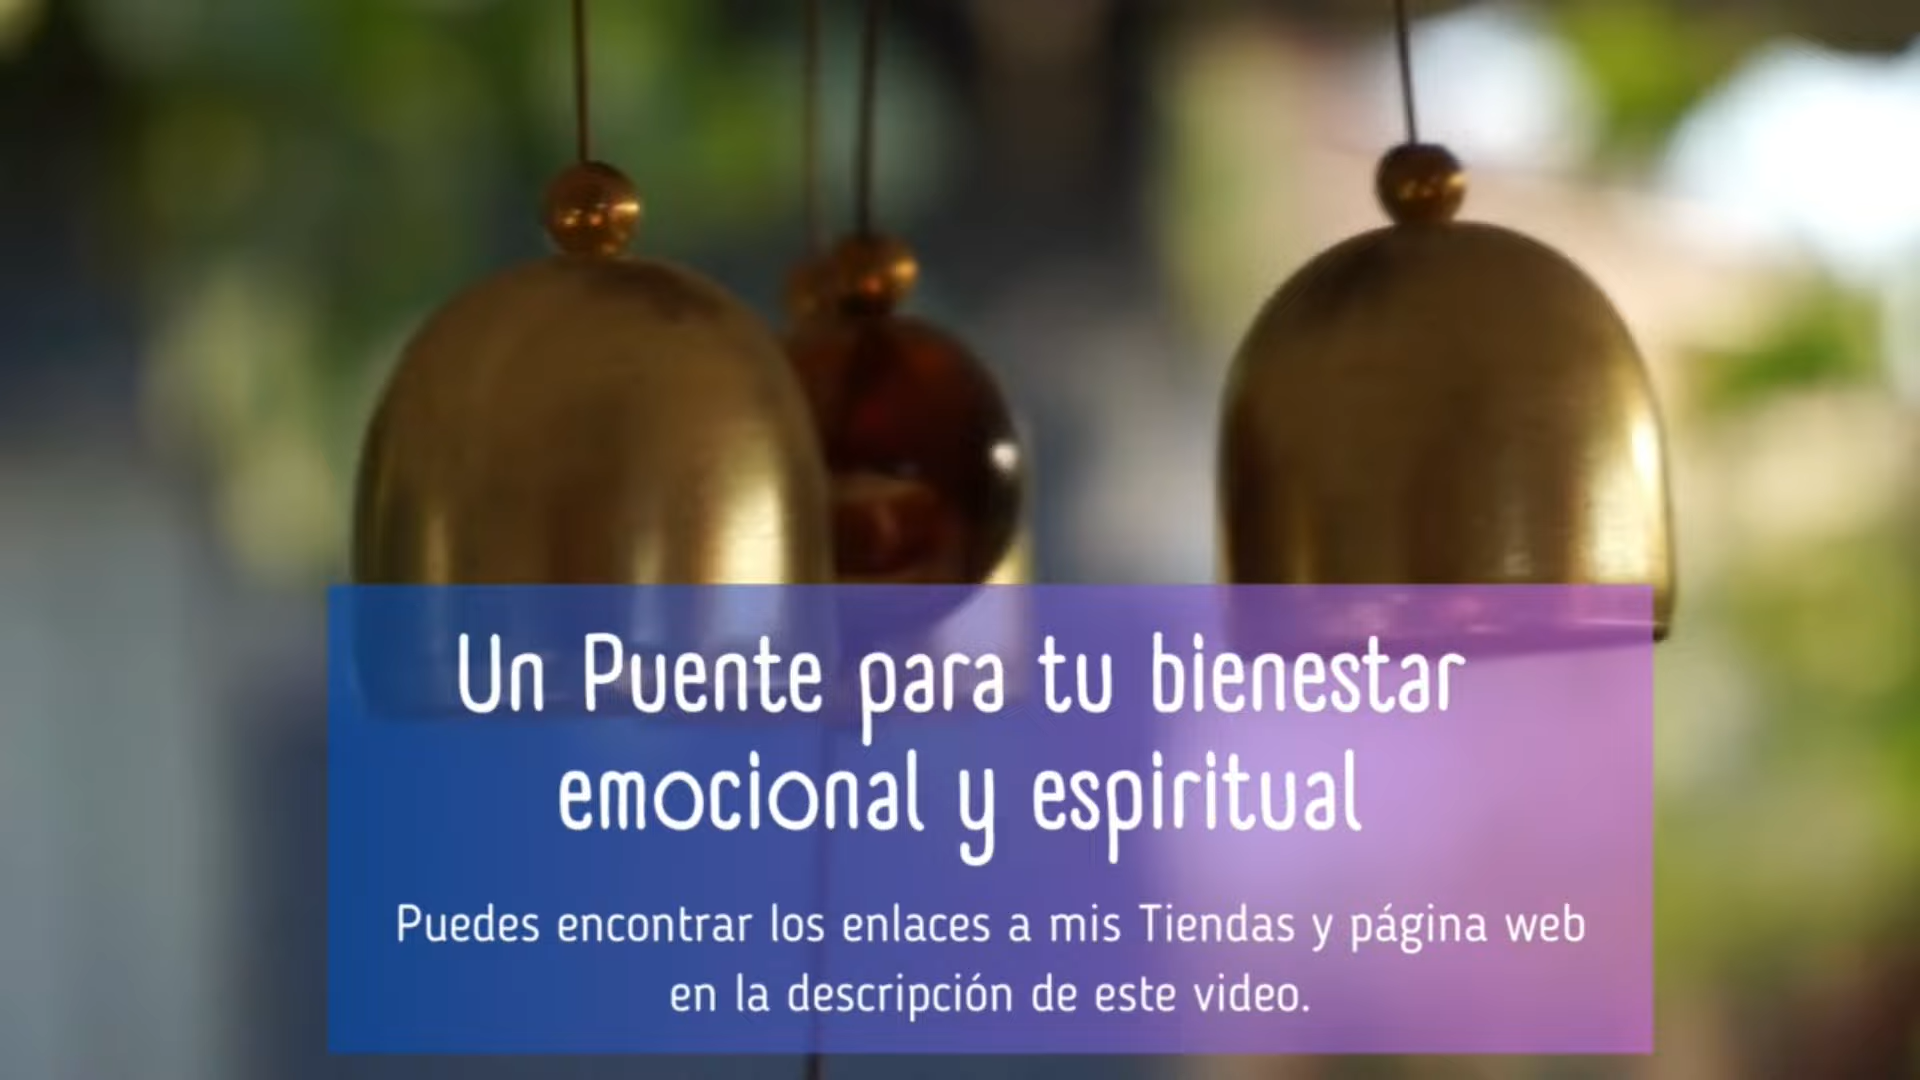 Un Puente para tu bienestar
emocional y espiritual
Puedes encontrar los enlaces a mis Tiendas y página web
en la descripción de este video.